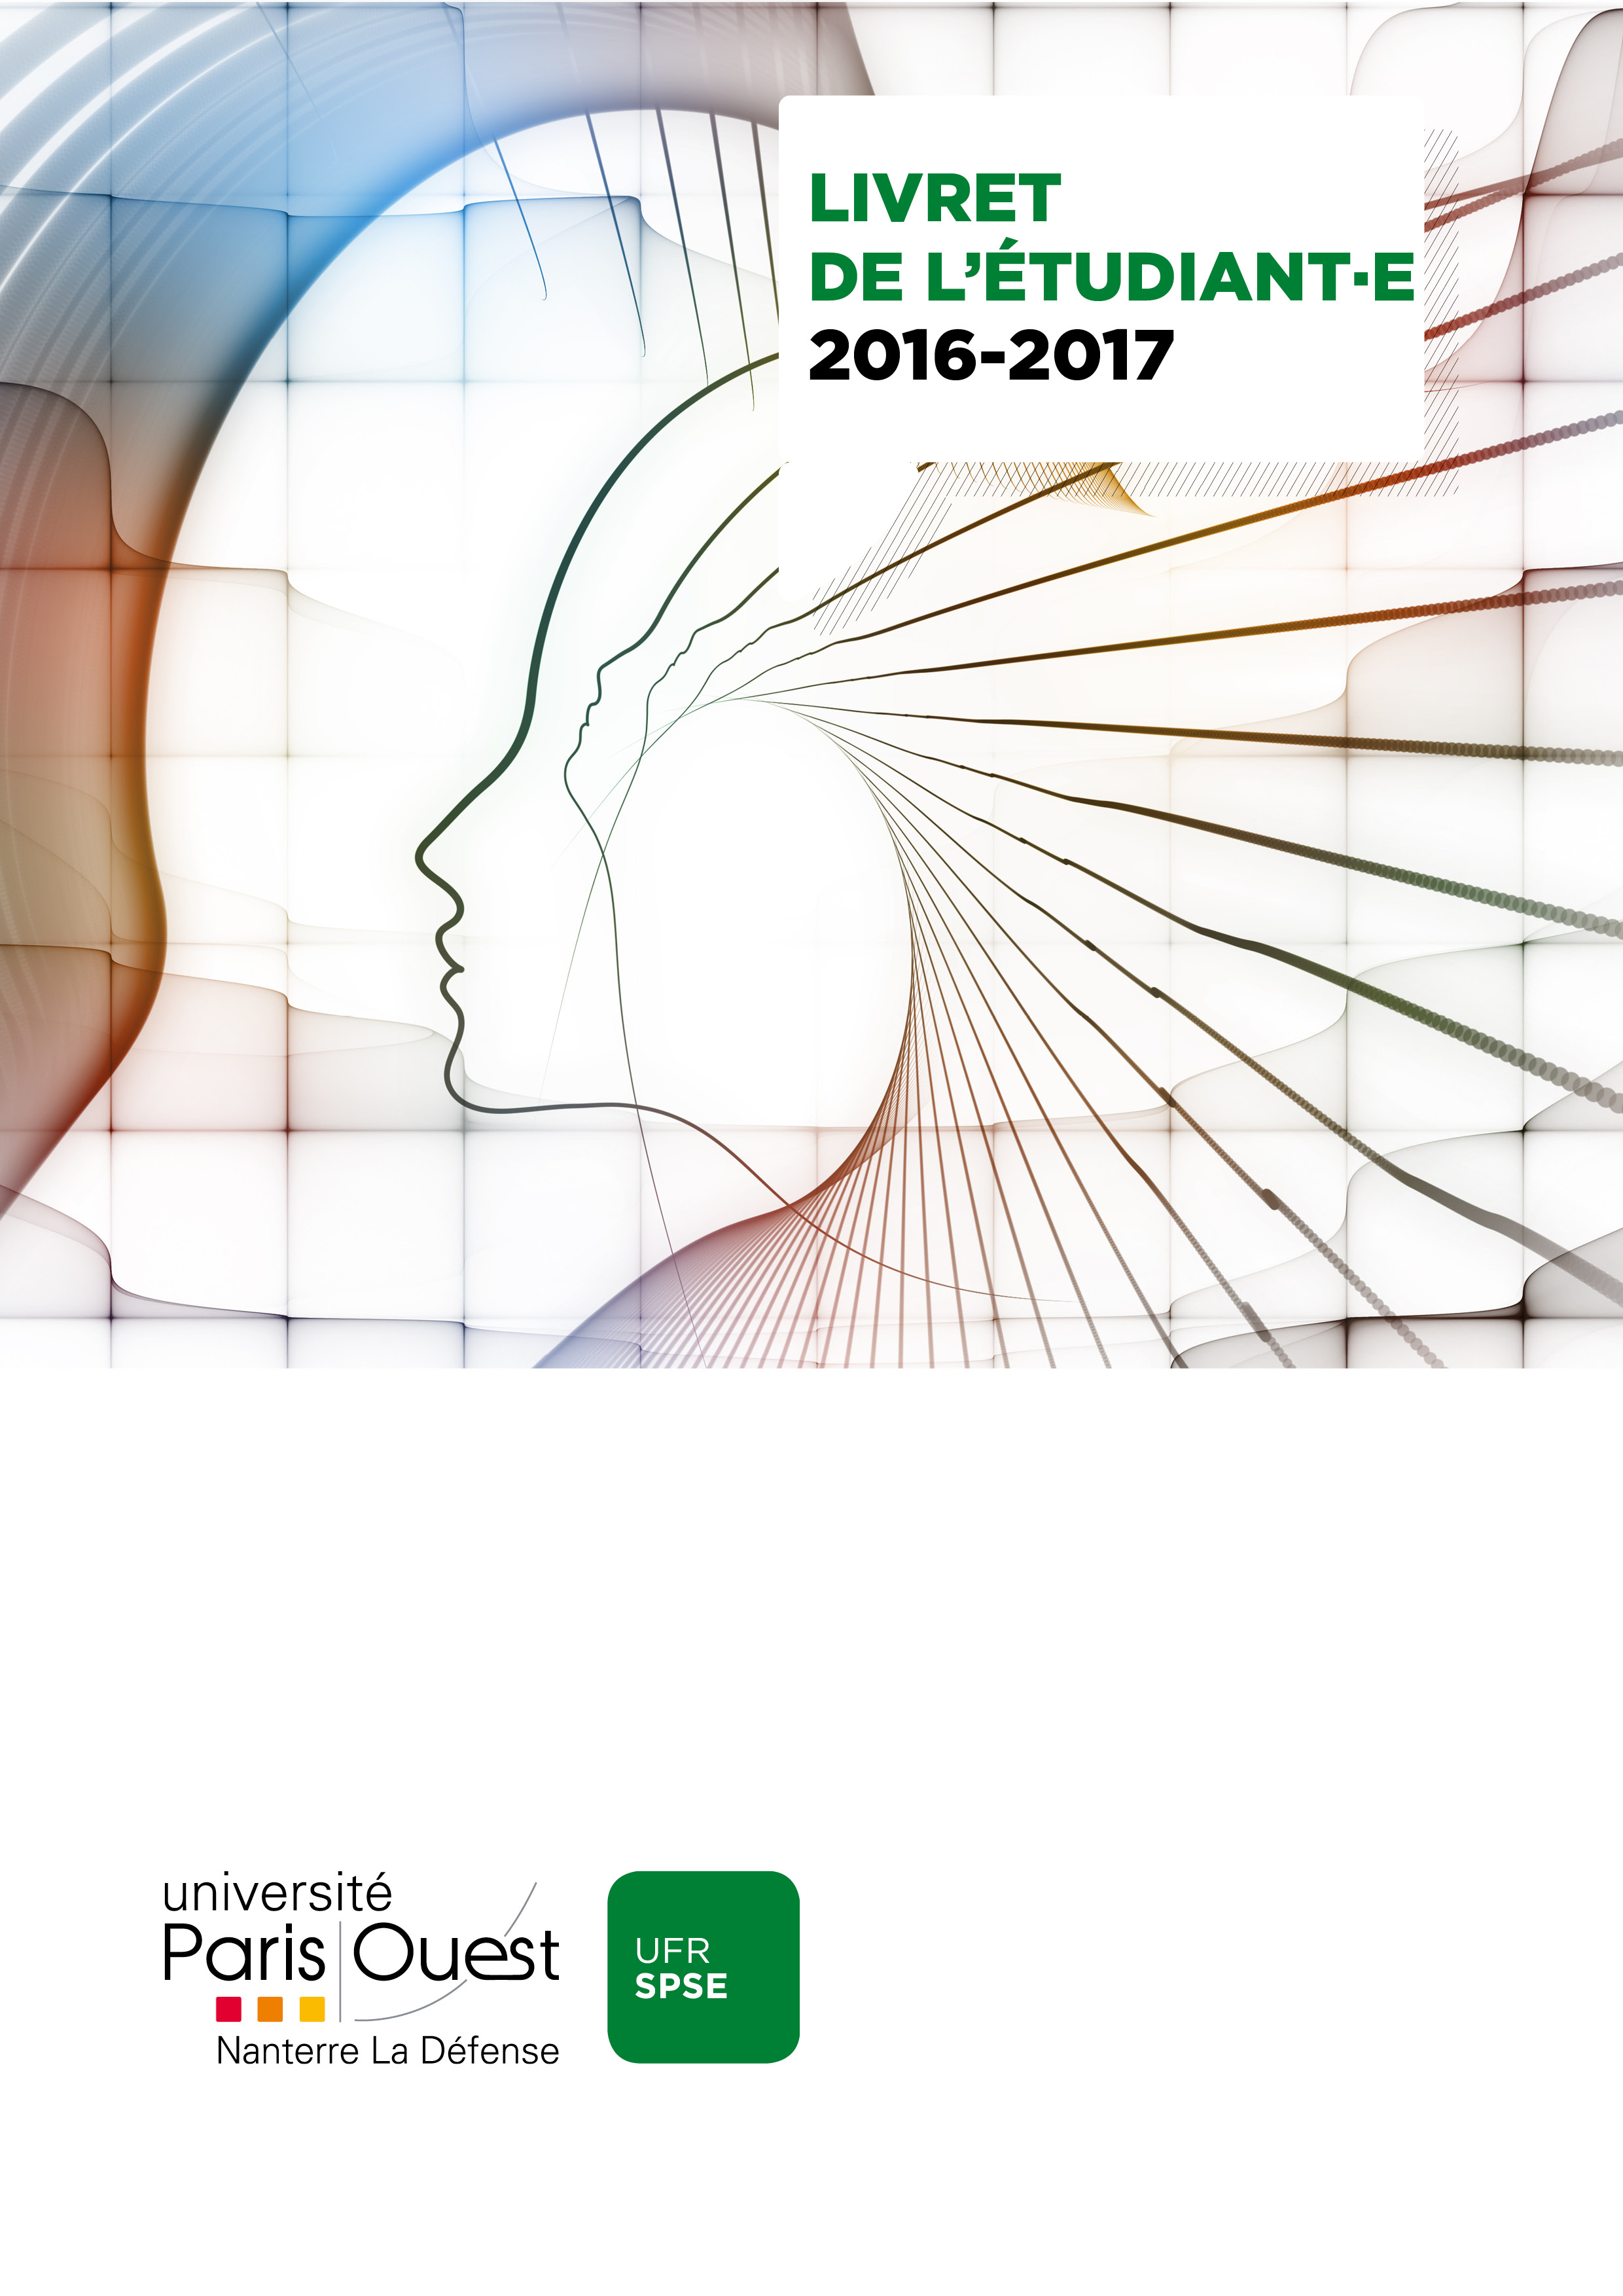 LIVRET
DE L’ÉTUDIANT·E
2016-2017
université
Paris Ouest
Nanterre La Défense
UFR
SPSE